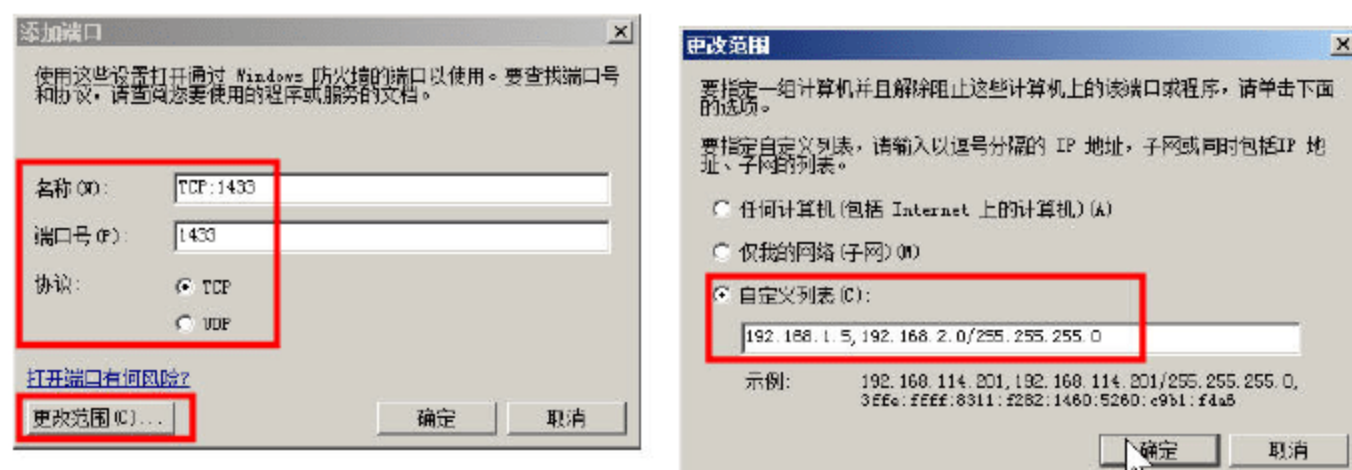 添加端口
使用这些设置打开通过 Windows 防火墙的端口以使用。要查找端口号
和协议，请查阅您要使用的程序或服务的文档。
名称(N):
TCP:1433
端口号(P):
1433
协议:
TCP
UDP
打开端口有何风险?
更改范围(C)...
确定
取消
更改范围
要指定一组计算机并且解除阻止这些计算机上的该端口或程序，请单击下面
的选项。
要指定自定义列表，请输入以逗号分隔的 IP 地址，子网或同时包括IP 地
址、子网的列表。
任何计算机(包括 Internet 上的计算机)(A)
仅我的网络(子网)(N)
自定义列表(C):
192.168.1.5,192.168.2.0/255.255.255.0
示例:
192.168.114.201,192.168.114.201/255.255.255.0,
3ffe:ffff:8311:f282:1460:5260:c9b1:fda6
确定
取消